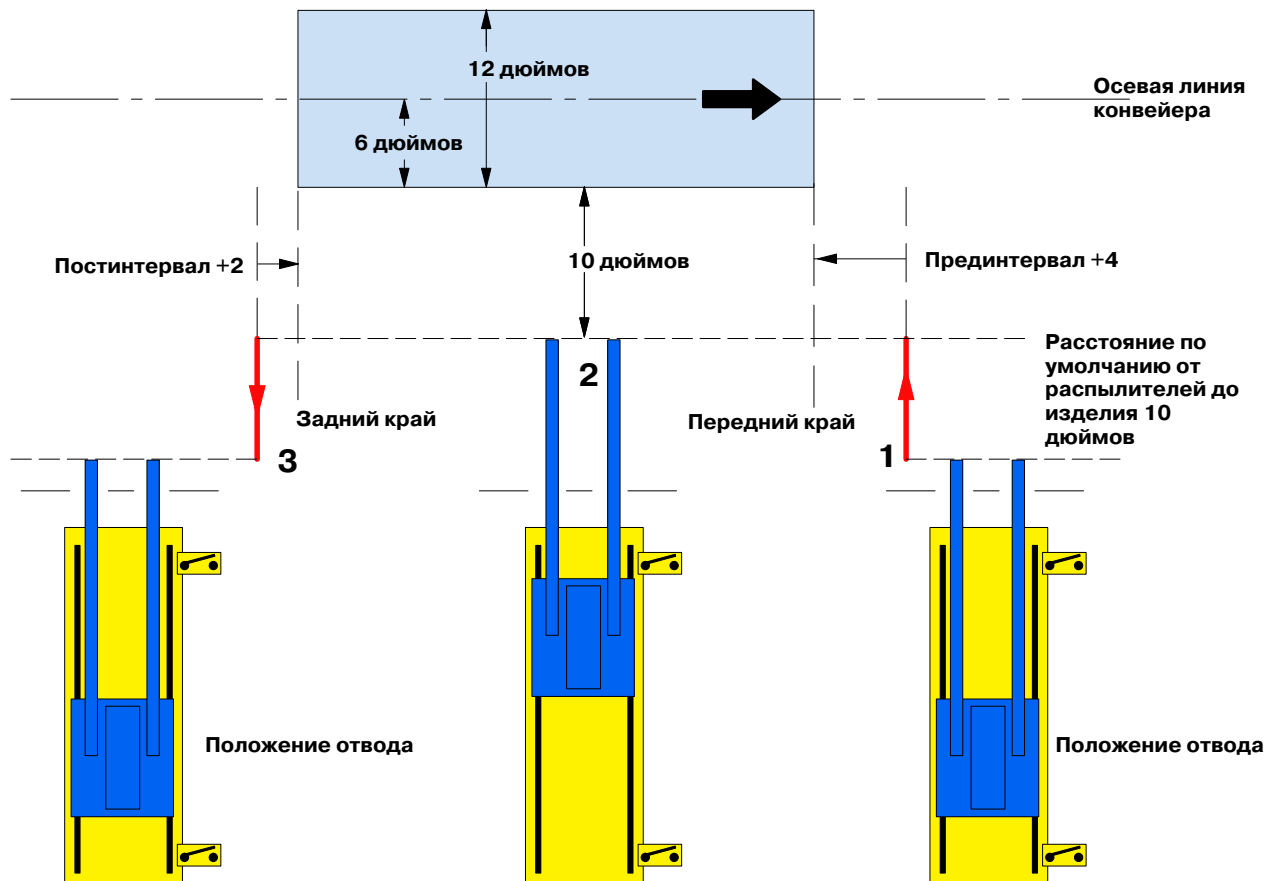 12 дюймов
Осевая линия
конвейера
6 дюймов
Постинтервал +2
10 дюймов
Прединтервал +4
Расстояние по
умолчанию от
распылителей до
изделия 10
дюймов
2
Задний край
Передний край
3
1
Положение отвода
Положение отвода